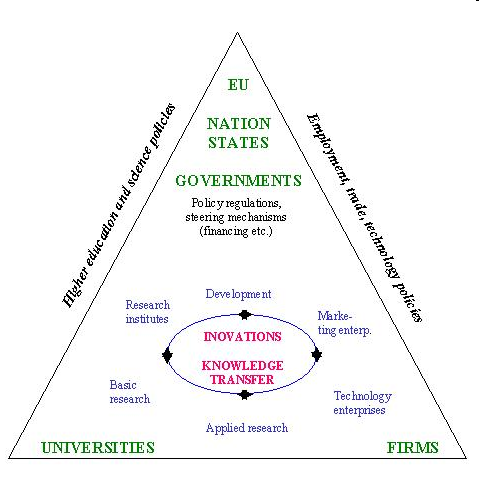 EU
NATION
STATES
GOVERNMENTS
Policy regulations,
steering mechanisms
(financing etc.)
Higher education and science policies
Employment, trade, technology policies
Development
Research
institutes
Marke-
ting enterp.
INOVATIONS
KNOWLEDGE
TRANSFER
Basic
research
Technology
enterprises
Applied research
UNIVERSITIES
FIRMS